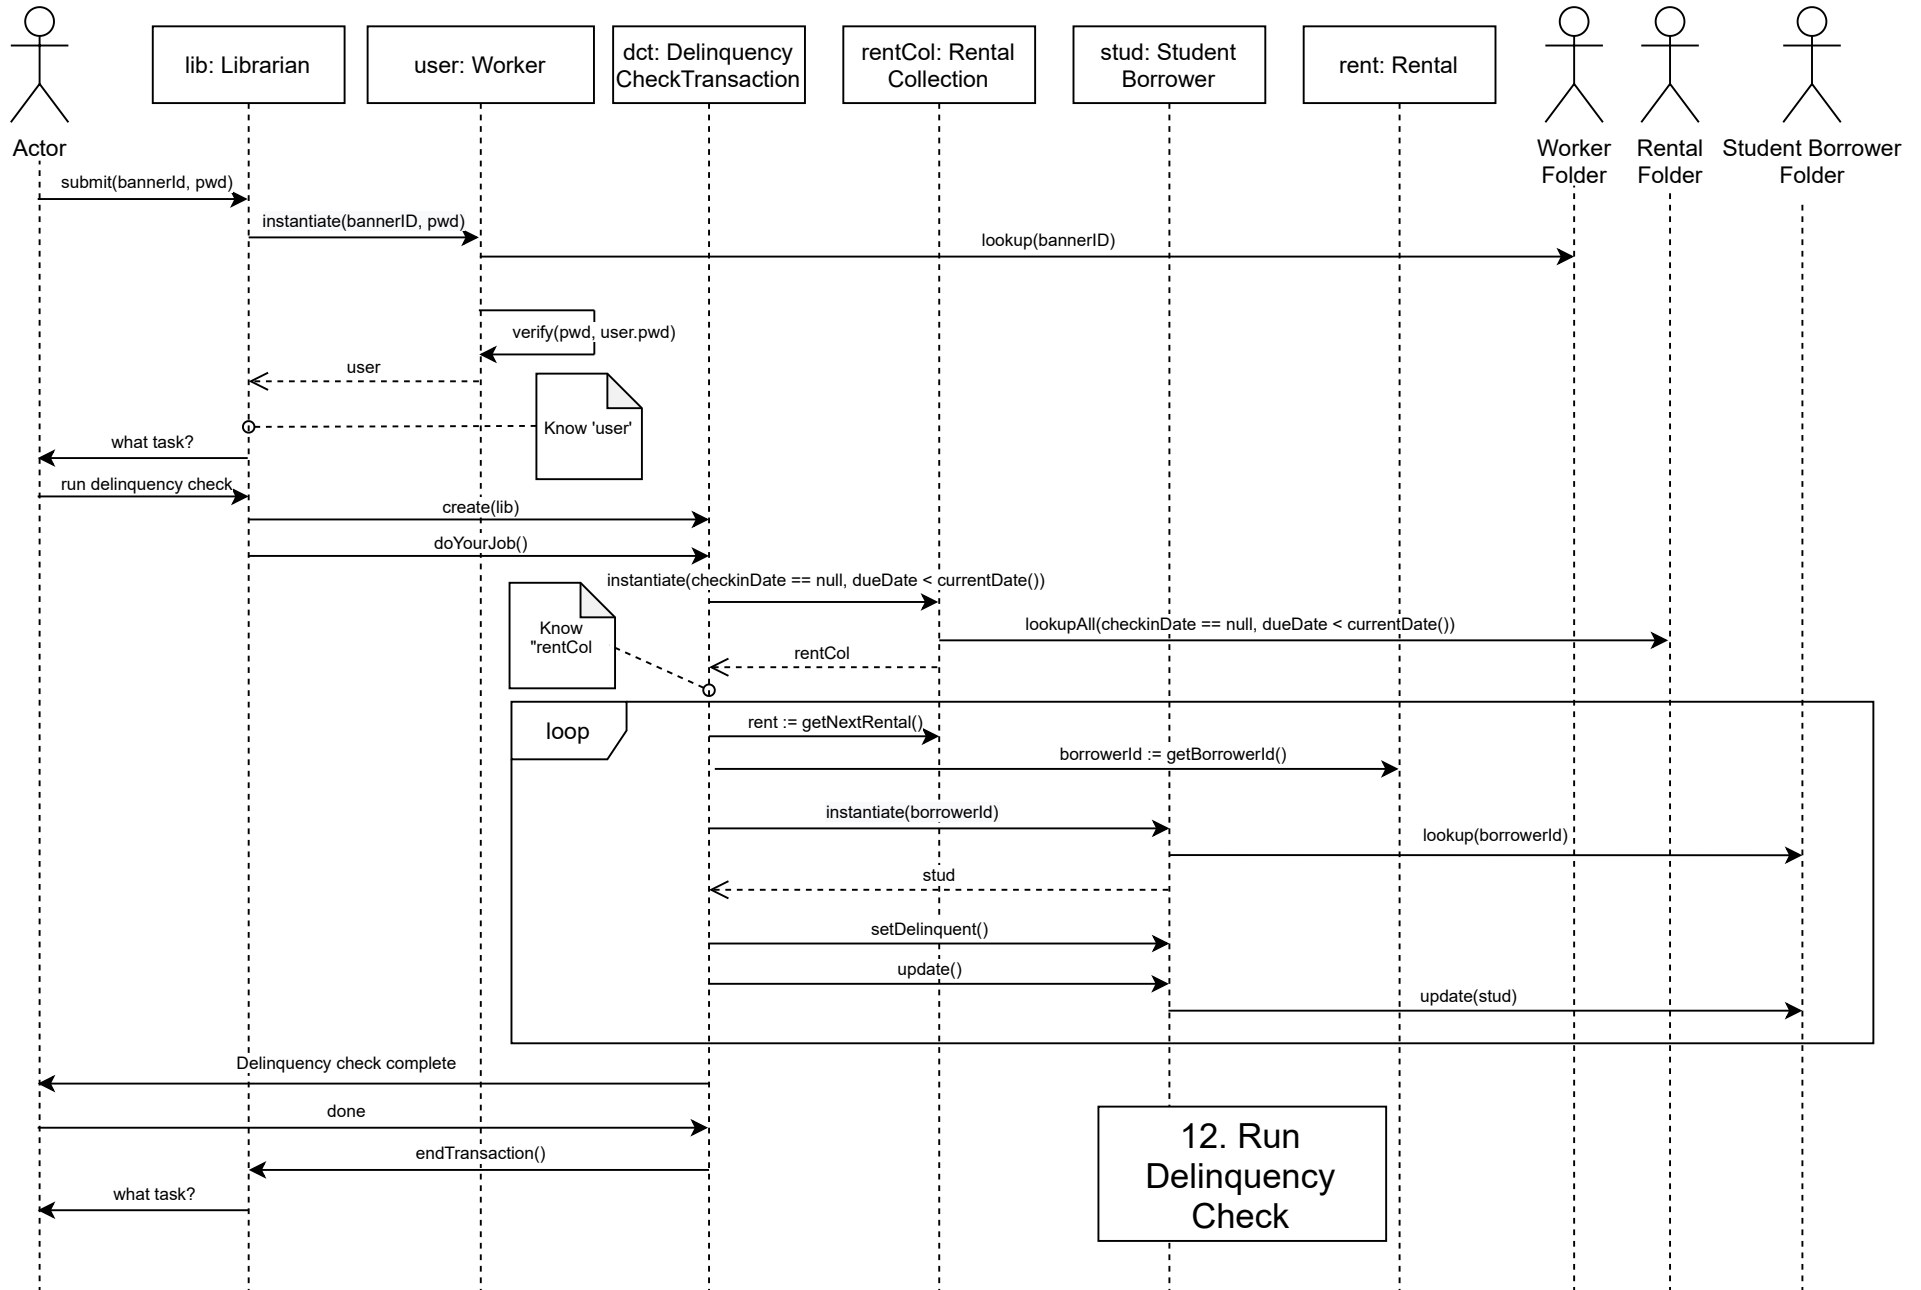 lib: Librarian
user: Worker
dct: Delinquency
CheckTransaction
rentCol: Rental
Collection
stud: Student
Borrower
rent: Rental
Actor
Worker
Folder
Rental
Folder
Student Borrower
Folder
submit(bannerId, pwd)
instantiate(bannerID, pwd)
lookup(bannerID)
verify(pwd, user.pwd)
user
Know 'user'
what task?
run delinquency check
create(lib)
doYourJob()
instantiate(checkinDate == null, dueDate < currentDate())
Know
"rentCol
lookupAll(checkinDate == null, dueDate < currentDate())
rentCol
loop
rent := getNextRental()
borrowerId := getBorrowerId()
instantiate(borrowerId)
lookup(borrowerId)
stud
setDelinquent()
update()
update(stud)
Delinquency check complete
done
endTransaction()
what task?
12. Run
Delinquency
Check